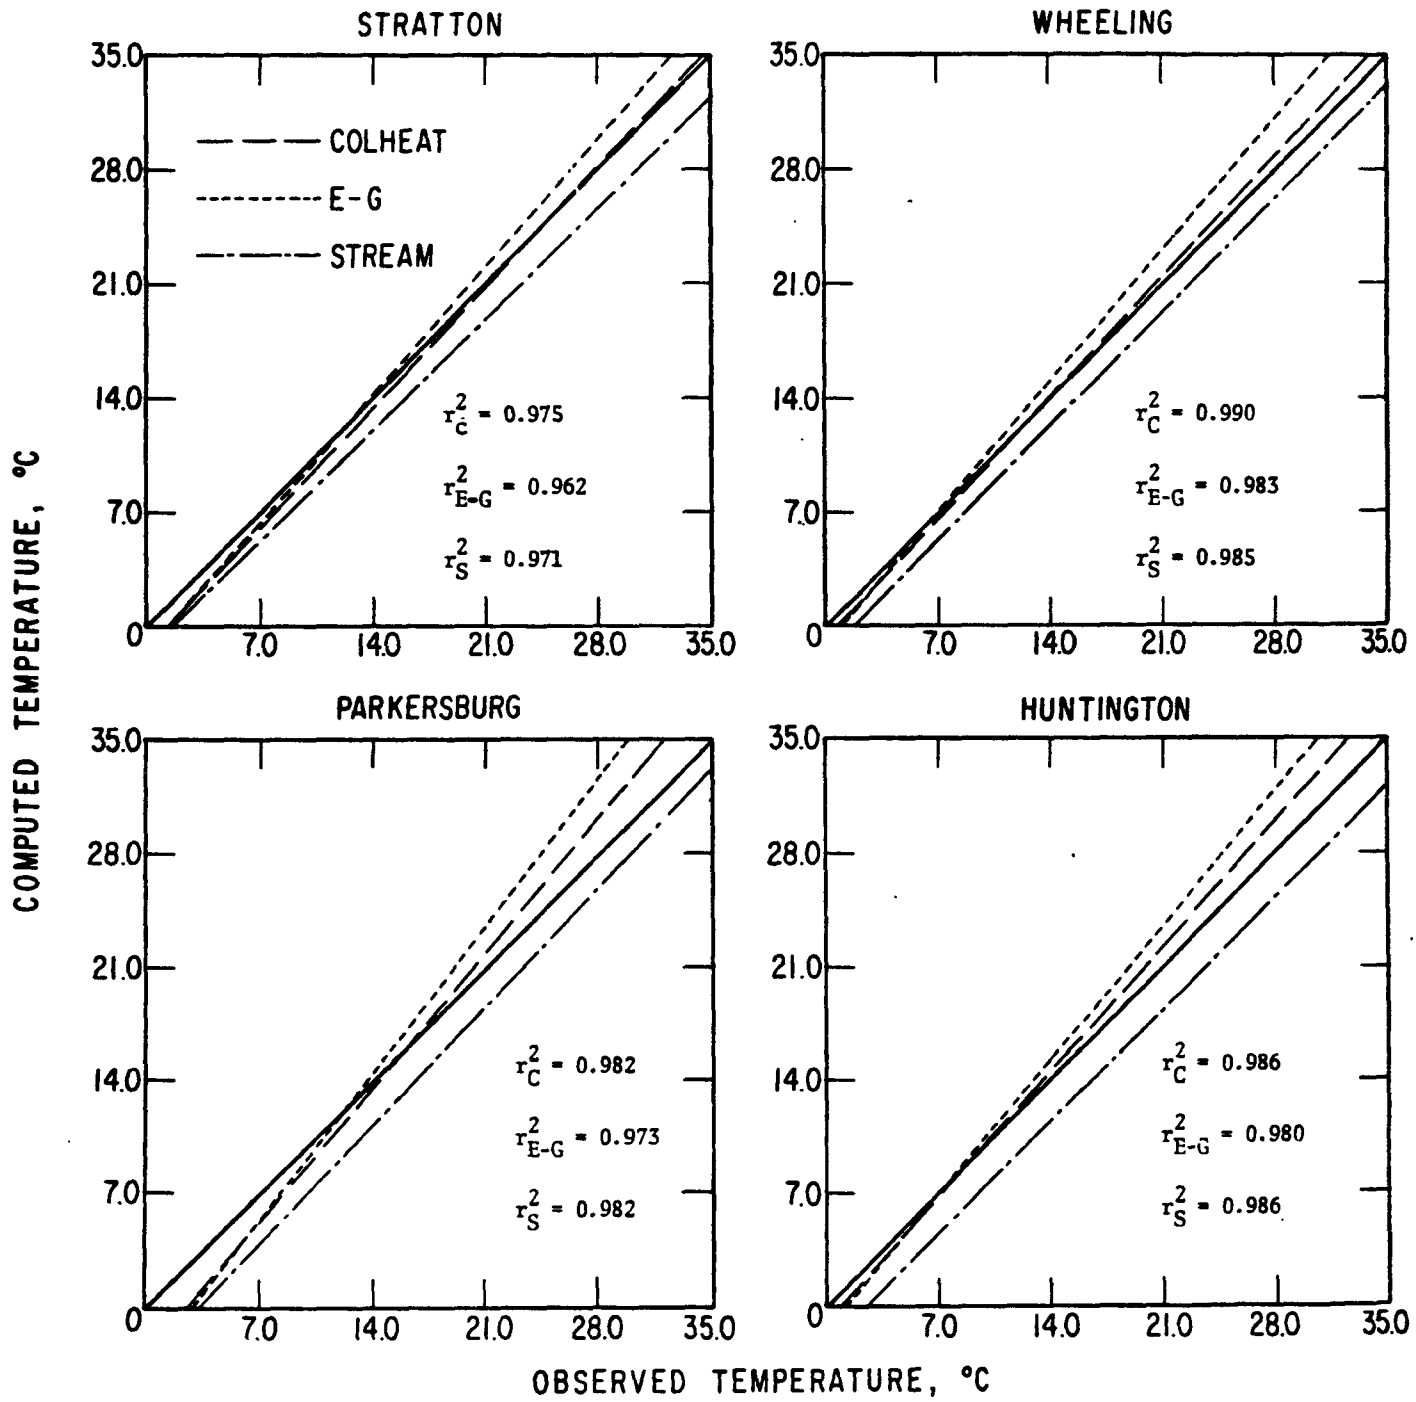 STRATTON
35.0
28.0
21.0
14.0
7.0
0
7.0
14.0
21.0
28.0
35.0
COLHEAT
E-G
STREAM
r²c = 0.975
r²E-G = 0.962
r²S = 0.971
WHEELING
35.0
28.0
21.0
14.0
7.0
0
7.0
14.0
21.0
28.0
35.0
r²C = 0.990
r²E-G = 0.983
r²S = 0.985
PARKERSBURG
35.0
28.0
21.0
14.0
7.0
0
7.0
14.0
21.0
28.0
35.0
r²C = 0.982
r²E-G = 0.973
r²S = 0.982
HUNTINGTON
35.0
28.0
21.0
14.0
7.0
0
7.0
14.0
21.0
28.0
35.0
r²C = 0.986
r²E-G = 0.980
r²S = 0.986
COMPUTED TEMPERATURE, °C
OBSERVED TEMPERATURE, °C